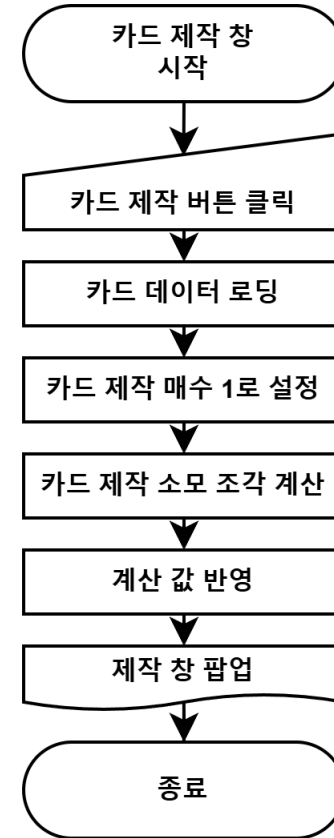 카드 제작 창
시작
카드 제작 버튼 클릭
카드 데이터 로딩
카드 제작 매수 1로 설정
카드 제작 소모 조각 계산
계산 값 반영
제작 창 팝업
종료